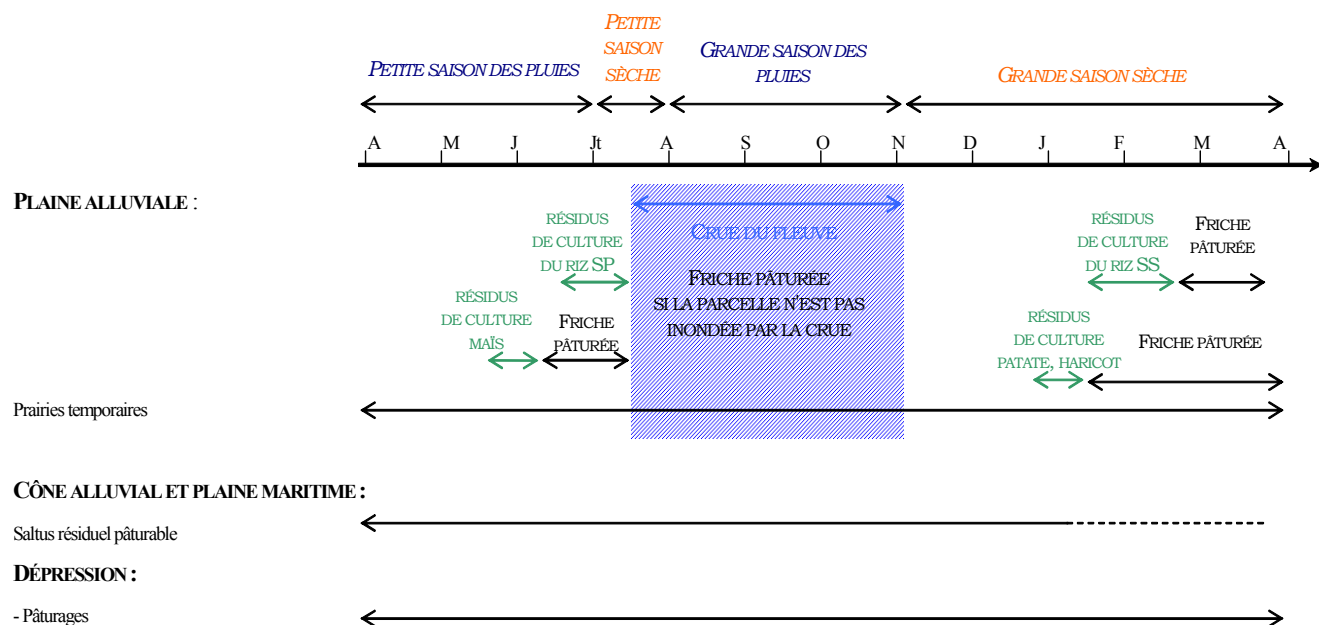 PETITE
SAISON
SÈCHE
PETITE SAISON DES PLUIES
GRANDE SAISON DES
PLUIES
GRANDE SAISON SÈCHE
A M J Jt A S O N D J F M A
PLAINE ALLUVIALE :
RÉSIDUS
DE CULTURE
DU RIZ SP
CRUE DU FLEUVE
FRICHE PÂTURÉE
SI LA PARCELLE N'EST PAS
INONDÉE PAR LA CRUE
RÉSIDUS
DE CULTURE
DU RIZ SS
FRICHE
PÂTURÉE
RÉSIDUS
DE CULTURE
MAÏS
FRICHE
PÂTURÉE
RÉSIDUS
DE CULTURE
PATATE, HARICOT
FRICHE PÂTURÉE
Prairies temporaires
CÔNE ALLUVIAL ET PLAINE MARITIME :
Saltus résiduel pâturable
DÉPRESSION :
- Pâturages